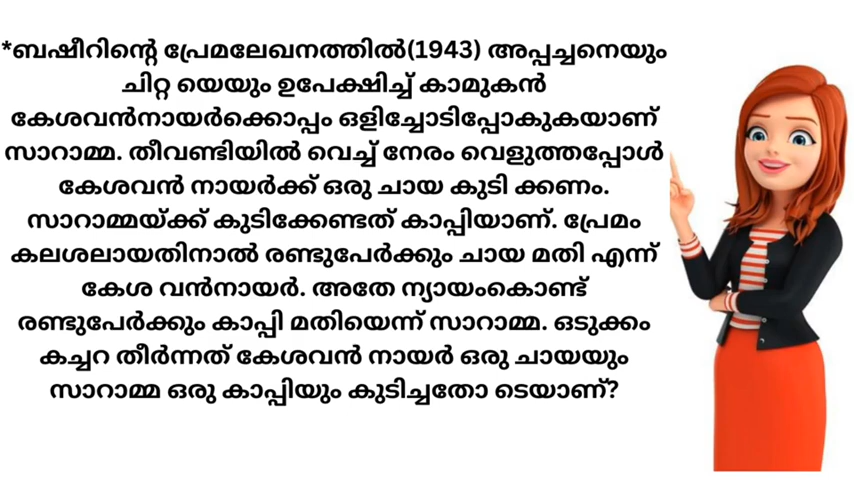 *ബഷീറിന്റെ പ്രേമലേഖനത്തിൽ(1943) അപ്പച്ചനെയും
ചിറ്റ യെയും ഉപേക്ഷിച്ച് കാമുകൻ
കേശവൻനായർക്കൊപ്പം ഒളിച്ചോടിപ്പോകുകയാണ്
സാറാമ്മ. തീവണ്ടിയിൽ വെച്ച് നേരം വെളുത്തപ്പോൾ
കേശവൻ നായർക്ക് ഒരു ചായ കുടി ക്കണം.
സാറാമ്മയ്ക്ക് കുടിക്കേണ്ടത് കാപ്പിയാണ്. പ്രേമം
കലശലായതിനാൽ രണ്ടുപേർക്കും ചായ മതി എന്ന്
കേശ വൻനായർ. അതേ ന്യായംകൊണ്ട്
രണ്ടുപേർക്കും കാപ്പി മതിയെന്ന് സാറാമ്മ. ഒടുക്കം
കച്ചറ തീർന്നത് കേശവൻ നായർ ഒരു ചായയും
സാറാമ്മ ഒരു കാപ്പിയും കുടിച്ചതോ ടെയാണ്?